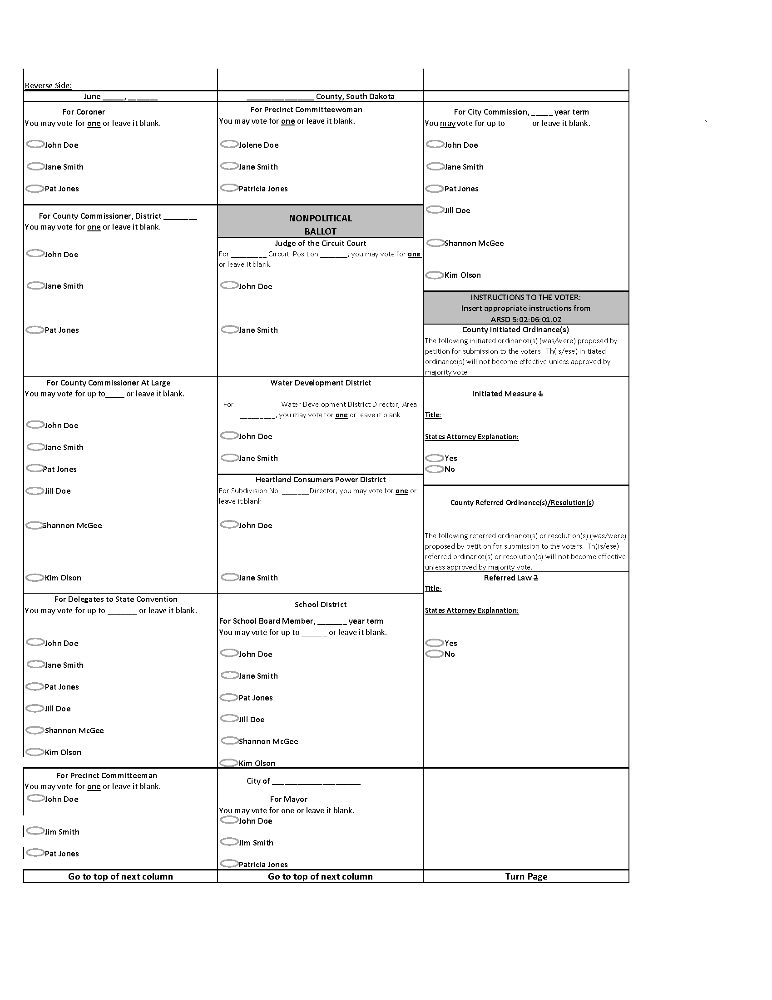 Reverse Side:
June _____, _______
________________ County, South Dakota
For Coroner
You may vote for one or leave it blank.
John Doe
Jane Smith
Pat Jones
For County Commissioner, District ________
You may vote for one or leave it blank.
John Doe
Jane Smith
Pat Jones
For County Commissioner At Large
You may vote for up to ____ or leave it blank.
John Doe
Jane Smith
Pat Jones
Jill Doe
Shannon McGee
Kim Olson
For Delegates to State Convention
You may vote for up to _______ or leave it blank.
John Doe
Jane Smith
Pat Jones
Jill Doe
Shannon McGee
Kim Olson
For Precinct Committeeman
You may vote for one or leave it blank.
John Doe
Jim Smith
Pat Jones
Go to top of next column
For Precinct Committeewoman
You may vote for one or leave it blank.
Jolene Doe
Jane Smith
Patricia Jones
NONPOLITICAL
BALLOT
Judge of the Circuit Court
For _________ Circuit, Position _______, you may vote for one
or leave it blank.
John Doe
Jane Smith
Water Development District
For____________Water Development District Director, Area
_________, you may vote for one or leave it blank
John Doe
Jane Smith
Heartland Consumers Power District
For Subdivision No. _______Director, you may vote for one or
leave it blank
John Doe
Jane Smith
School District
For School Board Member, _______ year term
You may vote for up to ______ or leave it blank.
John Doe
Jane Smith
Pat Jones
Jill Doe
Shannon McGee
Kim Olson
City of _____________________
For Mayor
You may vote for one or leave it blank.
John Doe
Jim Smith
Patricia Jones
Go to top of next column
For City Commission, _____ year term
You may vote for up to _____ or leave it blank.
John Doe
Jane Smith
Pat Jones
Jill Doe
Shannon McGee
Kim Olson
INSTRUCTIONS TO THE VOTER:
Insert appropriate instructions from
ARSD 5:02:06:01.02
County Initiated Ordinance(s)
The following initiated ordinance(s) (was/were) proposed by
petition for submission to the voters. Th(is/ese) initiated
ordinance(s) will not become effective unless approved by
majority vote.
Initiated Measure 1
Title:
States Attorney Explanation:
Yes
No
County Referred Ordinance(s)/Resolution(s)
The following referred ordinance(s) or resolution(s) (was/were)
proposed by petition for submission to the voters. Th(is/ese)
referred ordinance(s) or resolution(s) will not become effective
unless approved by majority vote.
Referred Law 2
Title:
States Attorney Explanation:
Yes
No
Turn Page